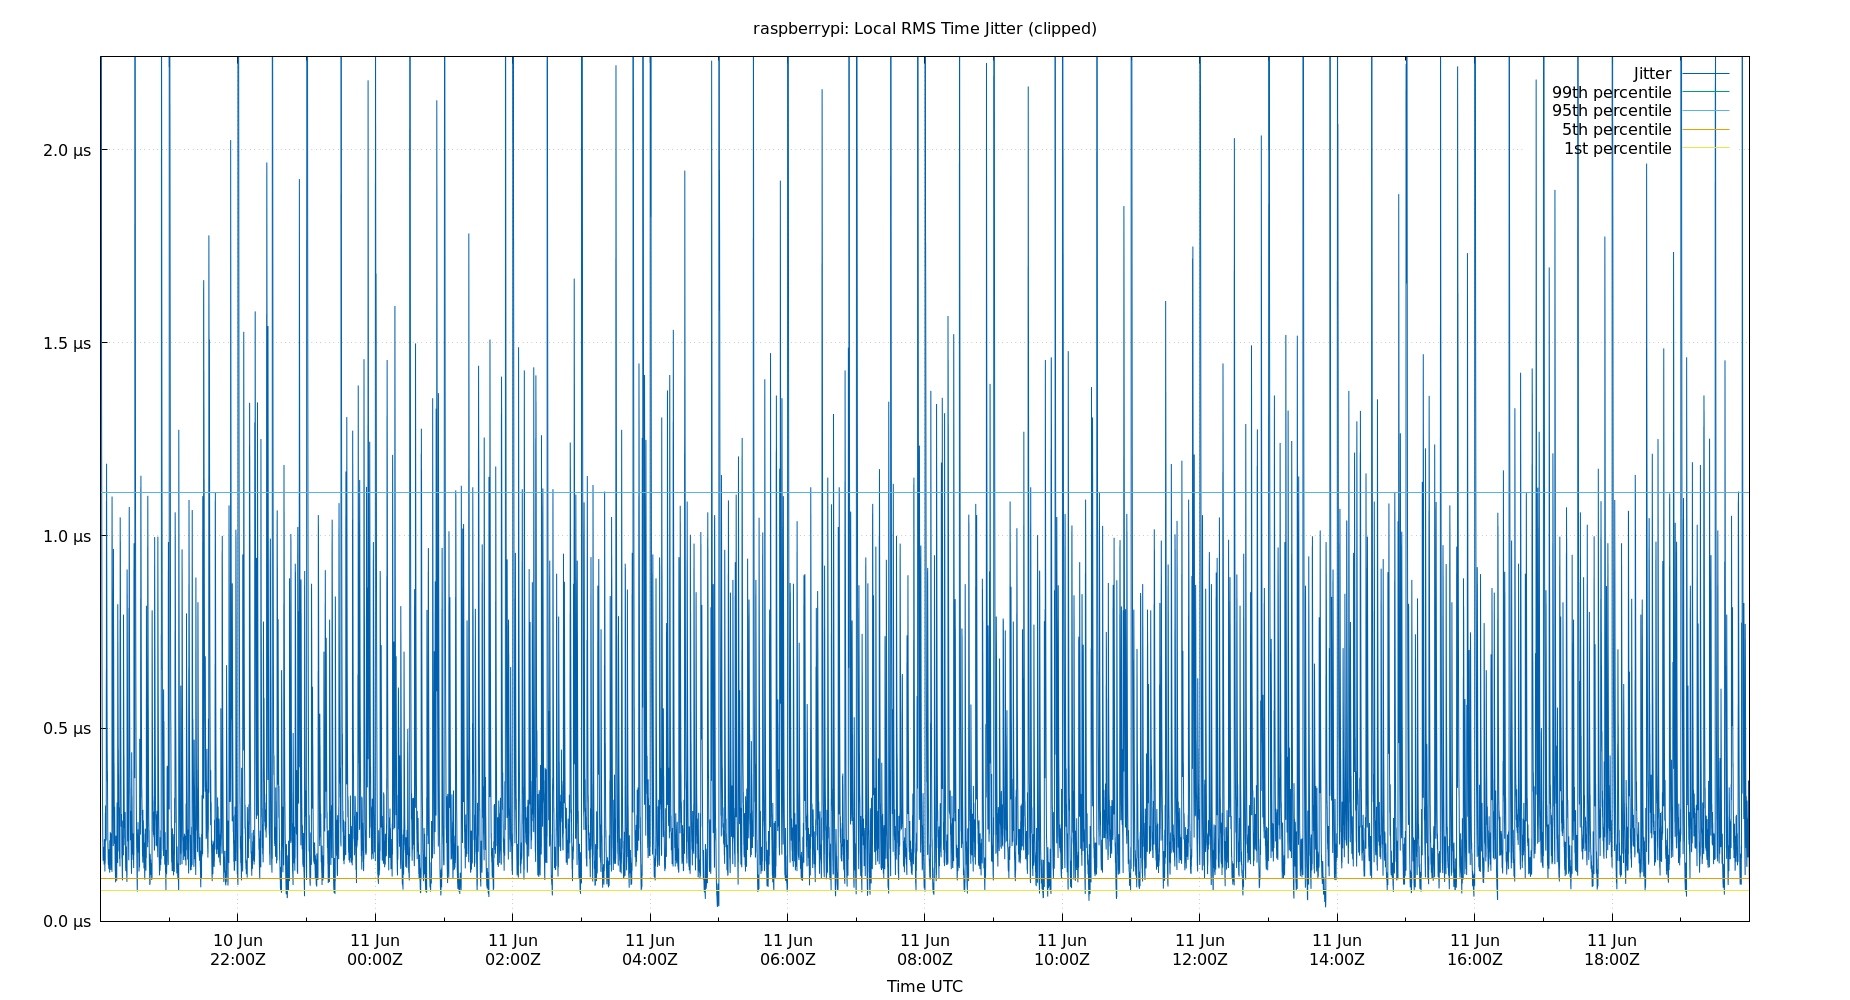 raspberrypi: Local RMS Time Jitter (clipped)
Jitter
99th percentile
95th percentile
5th percentile
1st percentile
2.0 µs
1.5 µs
1.0 µs
0.5 µs
0.0 µs
10 Jun 11 Jun 11 Jun 11 Jun 11 Jun 11 Jun 11 Jun 11 Jun 11 Jun 11 Jun 11 Jun
22:00Z 00:00Z 02:00Z 04:00Z 06:00Z 08:00Z 10:00Z 12:00Z 14:00Z 16:00Z 18:00Z
Time UTC